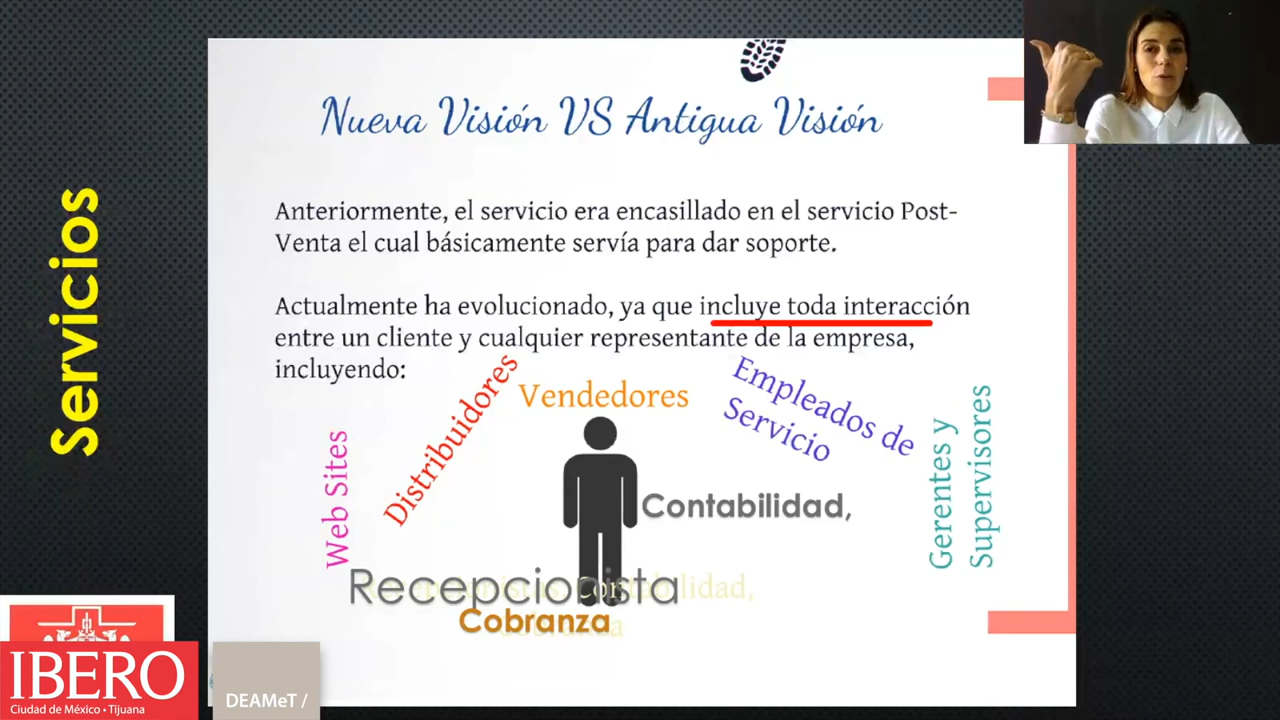 Nueva Visión VS Antigua Visión
Servicios
Anteriormente, el servicio era encasillado en el servicio Post-
Venta el cual básicamente servía para dar soporte.
Actualmente ha evolucionado, ya que incluye toda interacción
entre un cliente y cualquier representante de la empresa,
incluyendo:
Web Sites
Distribuidores
Vendedores
Empleados de
Servicio
Gerentes y
Supervisores
Contabilidad,
Recepcionista
Cobranza
IBERO
Ciudad de México • Tijuana
DEAMeT /